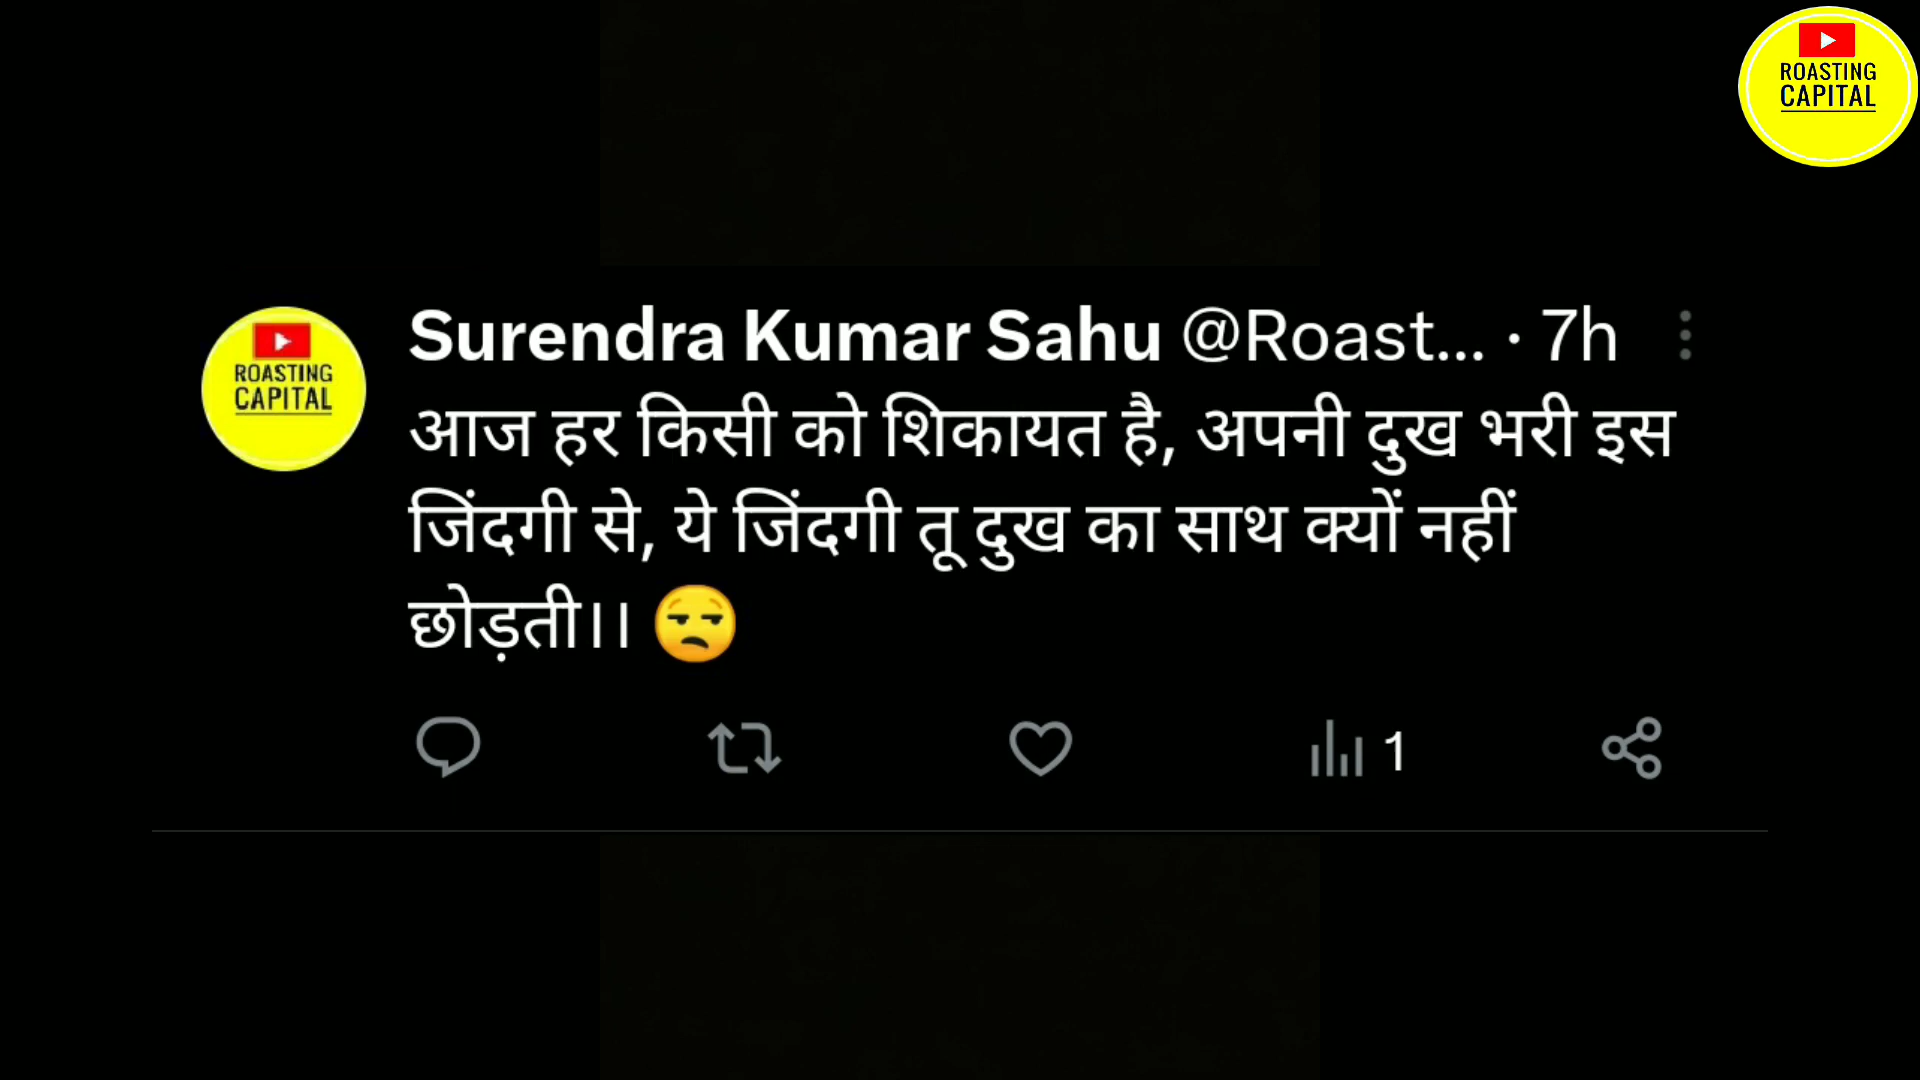 ROASTING
CAPITAL
Surendra Kumar Sahu @Roast... · 7h
ROASTING
CAPITAL
आज हर किसी को शिकायत है, अपनी दुख भरी इस
जिंदगी से, ये जिंदगी तू दुख का साथ क्यों नहीं
छोड़ती।। 😒
1